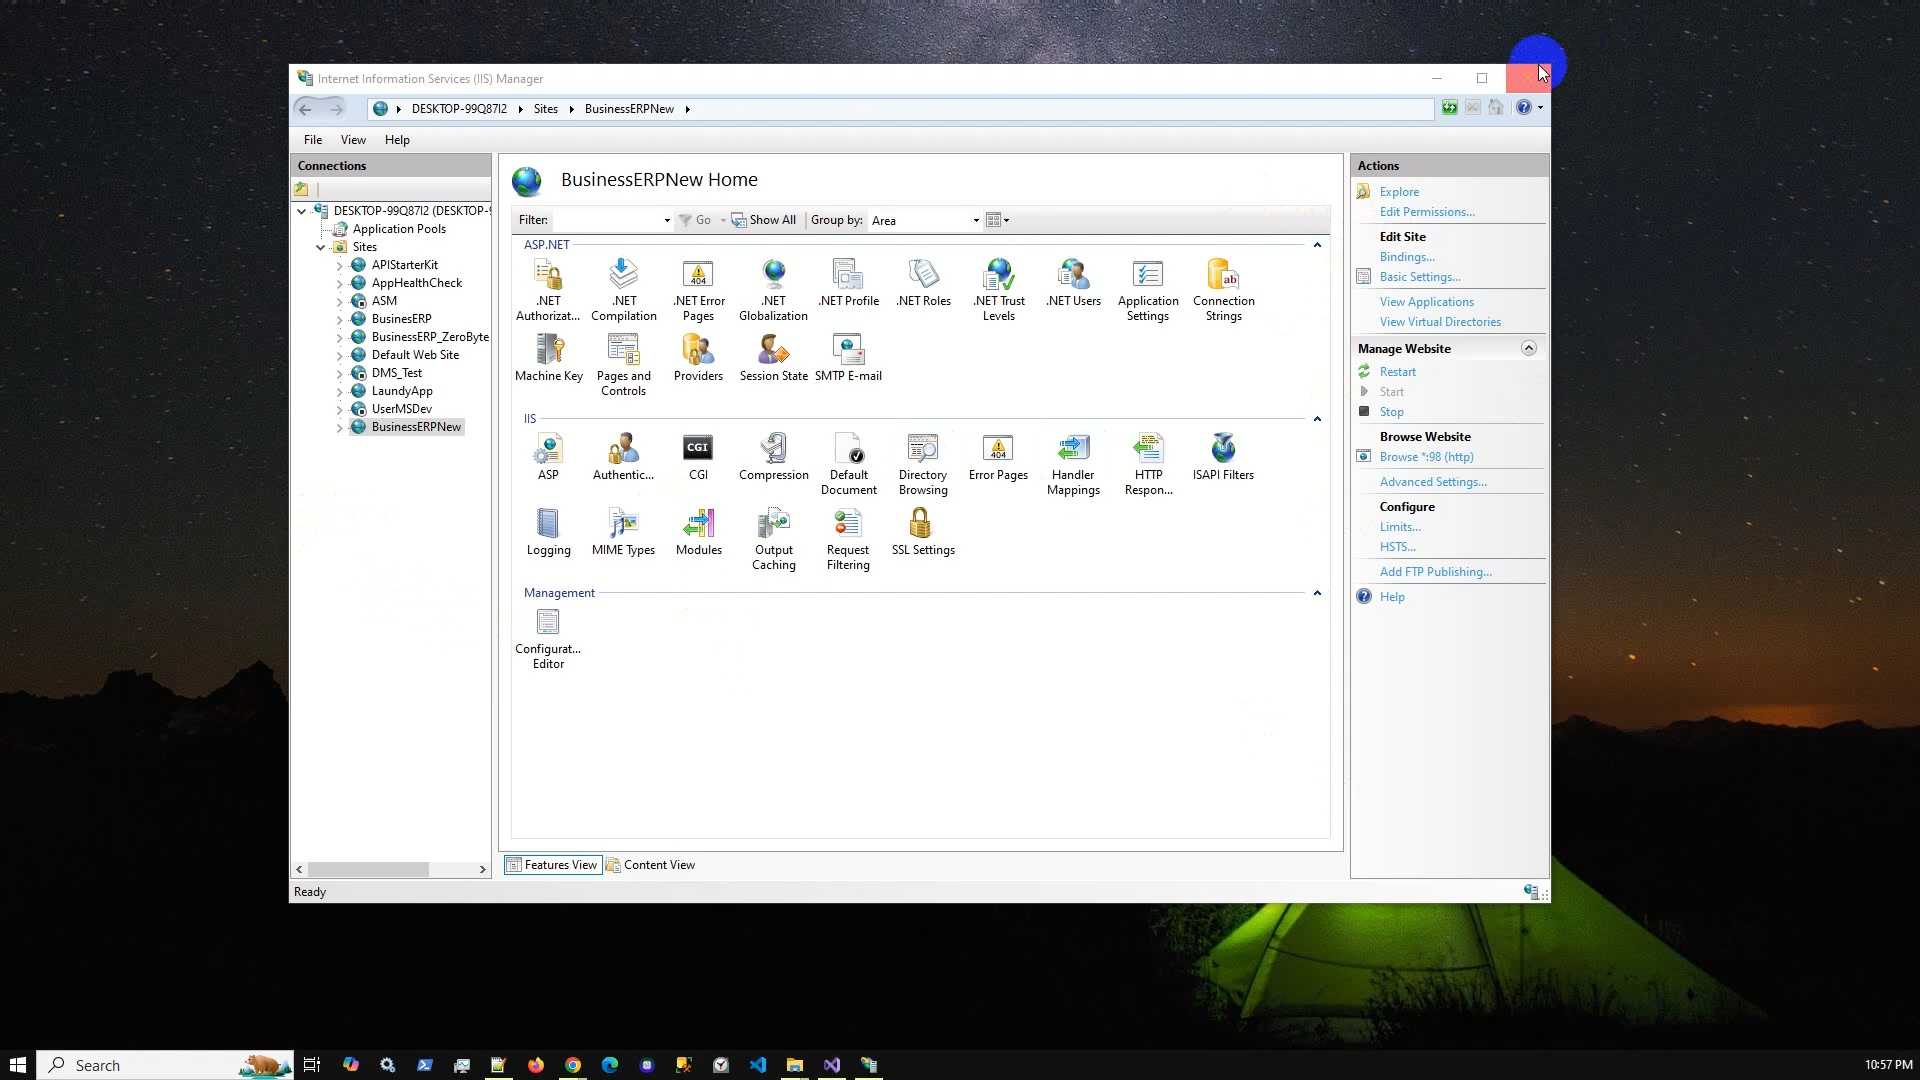 Internet Information Services (IIS) Manager
DESKTOP-99Q87I2 Sites BusinessERPNew
File View Help
Connections
DESKTOP-99Q87I2 (DESKTOP-9
Application Pools
Sites
APIStarterKit
AppHealthCheck
ASM
BusinesERP
BusinessERP_ZeroByte
Default Web Site
DMS_Test
LaundyApp
UserMSDev
BusinessERPNew
BusinessERPNew Home
Filter: Go Show All Group by: Area
ASP.NET
.NET Authorizat...
.NET Compilation
.NET Error Pages
.NET Globalization
.NET Profile
.NET Roles
.NET Trust Levels
.NET Users
Application Settings
Connection Strings
Machine Key
Pages and Controls
Providers
Session State
SMTP E-mail
IIS
ASP
Authentic...
CGI
Compression
Default Document
Directory Browsing
Error Pages
Handler Mappings
HTTP Respon...
ISAPI Filters
Logging
MIME Types
Modules
Output Caching
Request Filtering
SSL Settings
Management
Configurat... Editor
Features View Content View
Ready
Actions
Explore
Edit Permissions...
Edit Site
Bindings...
Basic Settings...
View Applications
View Virtual Directories
Manage Website
Restart
Start
Stop
Browse Website
Browse *:98 (http)
Advanced Settings...
Configure
Limits...
HSTS...
Add FTP Publishing...
Help
Search
10:57 PM